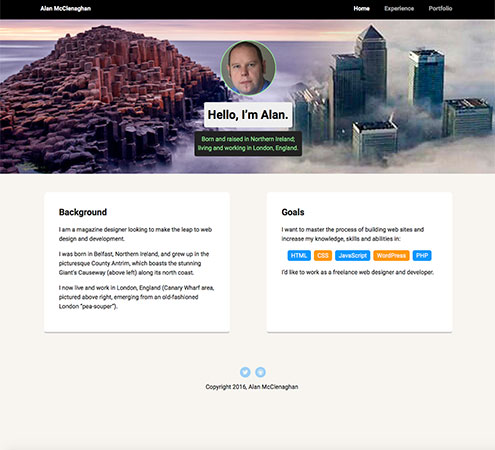 Alan McClenaghan
Home Experience Portfolio
Hello, I'm Alan.
Born and raised in Northern Ireland;
living and working in London, England.
Background
I am a magazine designer looking to make the leap to web
design and development.
I was born in Belfast, Northern Ireland, and grew up in the
picturesque County Antrim, which boasts the stunning
Giant's Causeway (above left) along its north coast.
I now live and work in London, England (Canary Wharf area,
pictured above right, emerging from an old-fashioned
London "pea-souper").
Goals
I want to master the process of building web sites and
increase my knowledge, skills and abilities in:
HTML CSS JavaScript WordPress PHP
I'd like to work as a freelance web designer and developer.
Copyright 2016, Alan McClenaghan